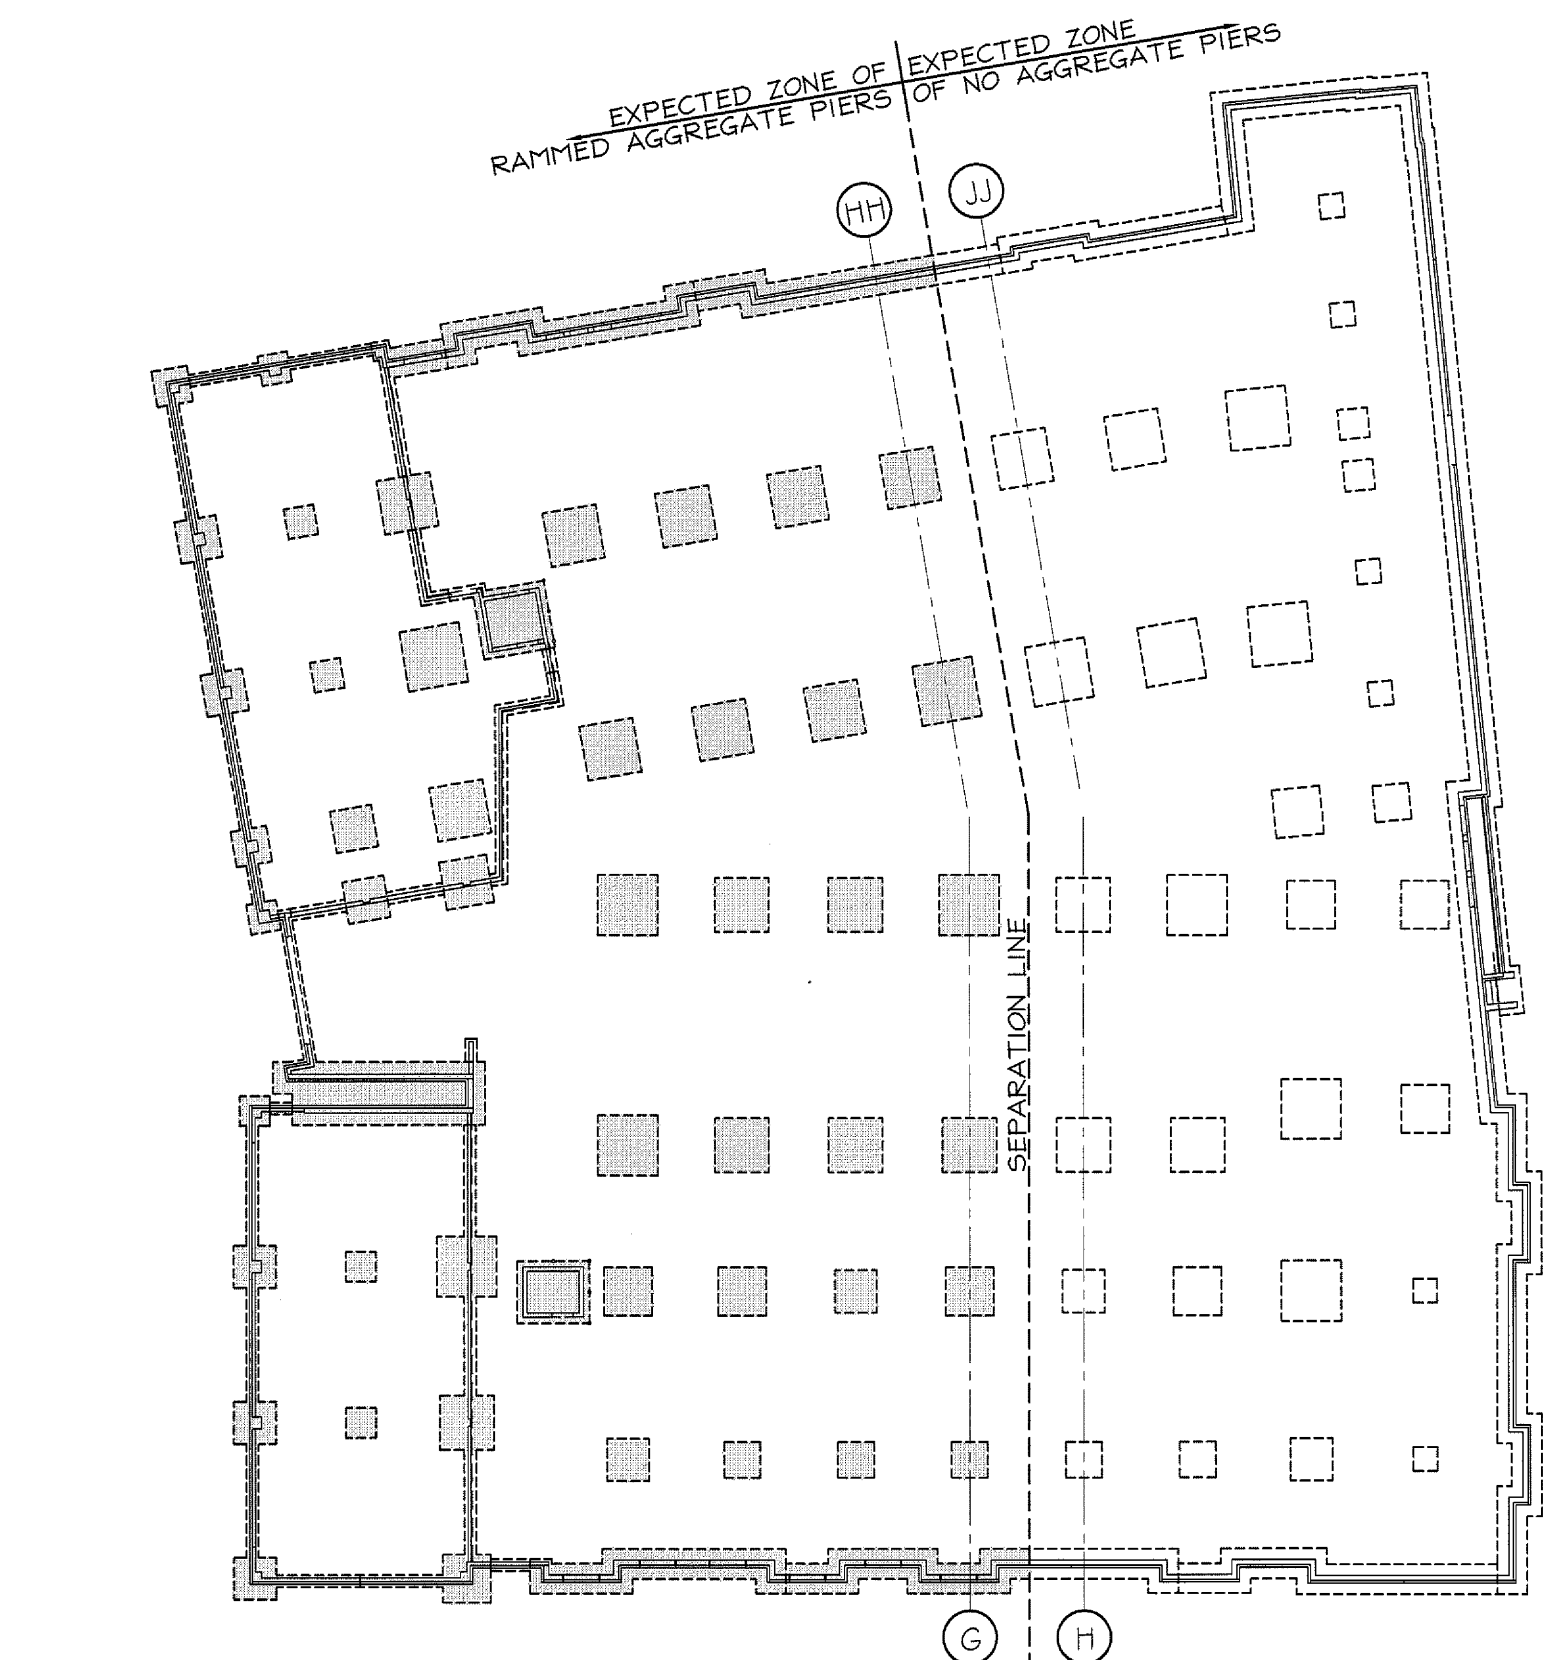 EXPECTED ZONE OF
RAMMED AGGREGATE PIERS
EXPECTED ZONE
OF NO AGGREGATE PIERS
HH
JJ
SEPARATION LINE
G
H